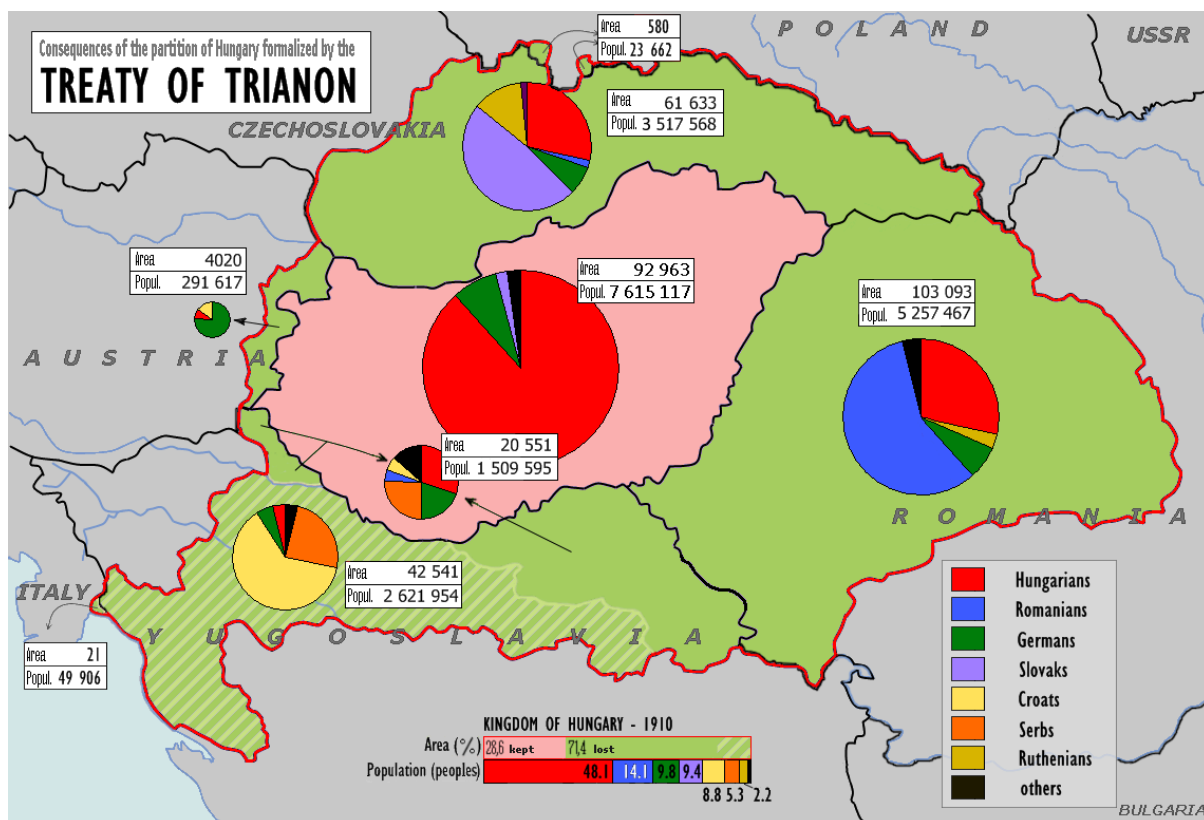 Consequences of the partition of Hungary formalized by the
TREATY OF TRIANON
Area 580
Popul. 23 662
POLAND
USSR
CZECHOSLOVAKIA
Area 61 633
Popul. 3 517 568
Area 4020
Popul. 291 617
Area 92 963
Popul. 7 615 117
Area 103 093
Popul. 5 257 467
AUSTRIA
Area 20 551
Popul. 1 509 595
ROMANIA
Area 42 541
Popul. 2 621 954
ITALY
YUGOSLAVIA
Area 21
Popul. 49 906
Hungarians
Romanians
Germans
Slovaks
Croats
Serbs
Ruthenians
others
KINGDOM OF HUNGARY - 1910
Area (%) 28,6 kept 71,4 lost
Population (peoples) 48.1 14.1 9.8 9.4
8.8 5.3 2.2
BULGARIA